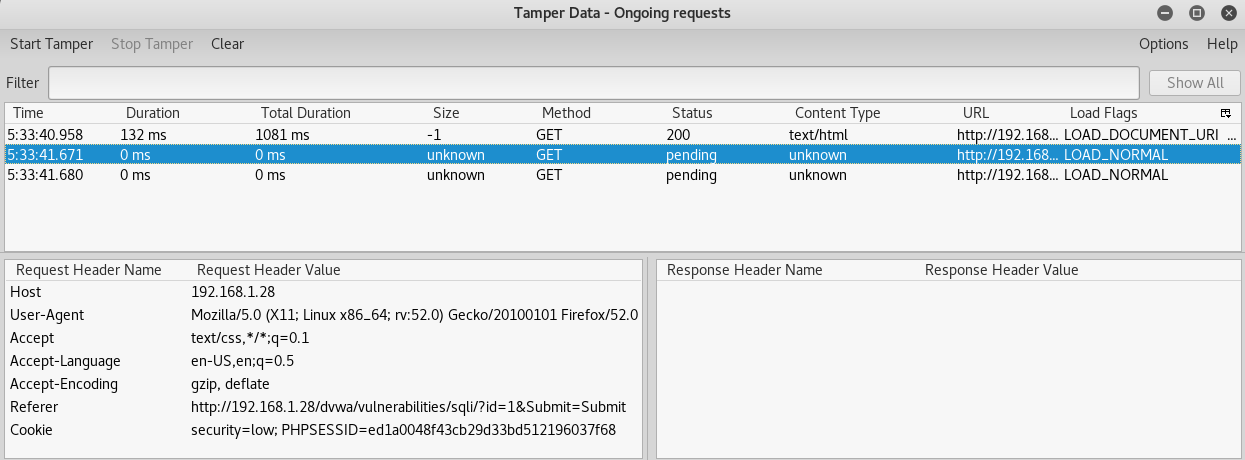 Tamper Data - Ongoing requests
Start Tamper Stop Tamper Clear Options Help
Filter Show All
Time Duration Total Duration Size Method Status Content Type URL Load Flags
5:33:40.958 132 ms 1081 ms -1 GET 200 text/html http://192.168... LOAD_DOCUMENT_URI ...
5:33:41.671 0 ms 0 ms unknown GET pending unknown http://192.168... LOAD_NORMAL
5:33:41.680 0 ms 0 ms unknown GET pending unknown http://192.168... LOAD_NORMAL
Request Header Name Request Header Value Response Header Name Response Header Value
Host 192.168.1.28
User-Agent Mozilla/5.0 (X11; Linux x86_64; rv:52.0) Gecko/20100101 Firefox/52.0
Accept text/css,*/*;q=0.1
Accept-Language en-US,en;q=0.5
Accept-Encoding gzip, deflate
Referer http://192.168.1.28/dvwa/vulnerabilities/sqli/?id=1&Submit=Submit
Cookie security=low; PHPSESSID=ed1a0048f43cb29d33bd512196037f68